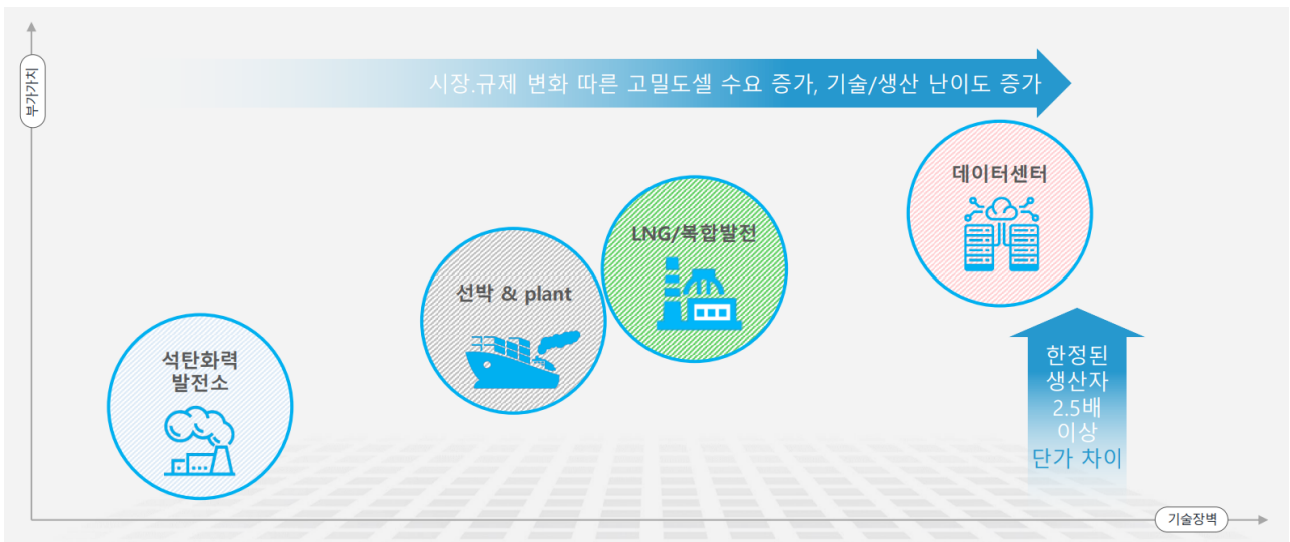 부가가치
시장.규제 변화 따른 고밀도셀 수요 증가, 기술/생산 난이도 증가
데이터센터
LNG/복합발전
선박 & plant
석탄화력
발전소
한정된
생산자
2.5배
이상
단가 차이
기술장벽